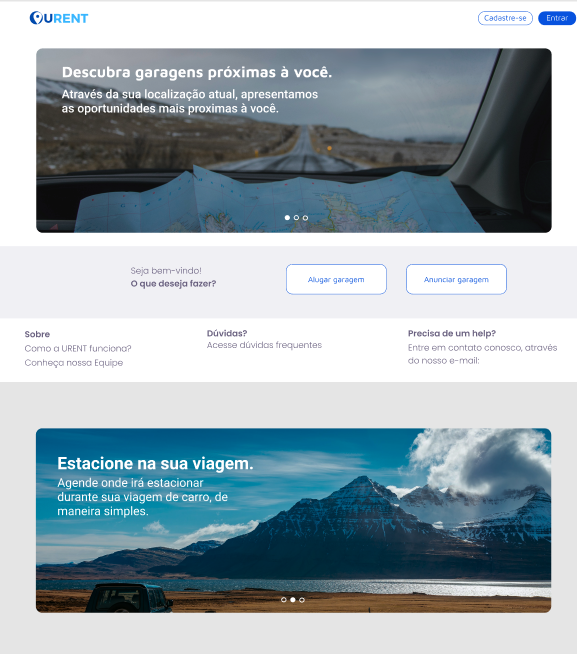 URENT
Cadastre-se
Entrar
Descubra garagens próximas à você.
Através da sua localização atual, apresentamos
as oportunidades mais proximas à você.
Seja bem-vindo!
O que deseja fazer?
Alugar garagem
Anunciar garagem
Sobre
Como a URENT funciona?
Conheça nossa Equipe
Dúvidas?
Acesse dúvidas frequentes
Precisa de um help?
Entre em contato conosco, através
do nosso e-mail:
Estacione na sua viagem.
Agende onde irá estacionar
durante sua viagem de carro, de
maneira simples.